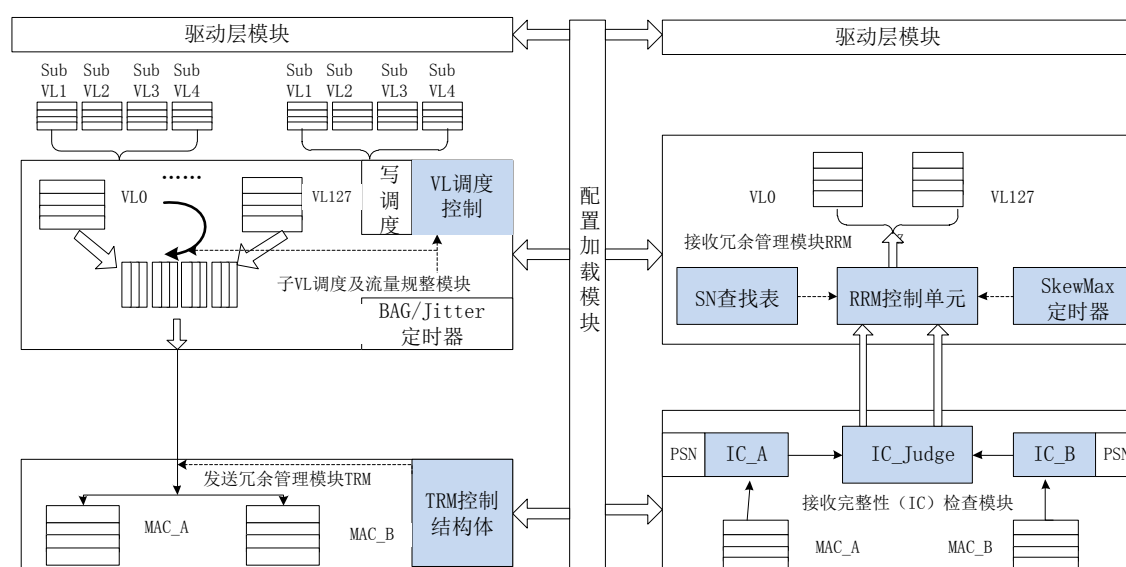 驱动层模块
Sub Sub Sub Sub
VL1 VL2 VL3 VL4
Sub Sub Sub Sub
VL1 VL2 VL3 VL4
……
VL0
VL127
写调度
VL调度
控制
子VL调度及流量规整模块
BAG/Jitter
定时器
发送冗余管理模块TRM
MAC_A
MAC_B
TRM控制
结构体
配置加载模块
驱动层模块
VL0
VL127
接收冗余管理模块RRM
SN查找表
RRM控制单元
SkewMax
定时器
PSN
IC_A
IC_Judge
IC_B
PSN
接收完整性（IC）检查模块
MAC_A
MAC_B